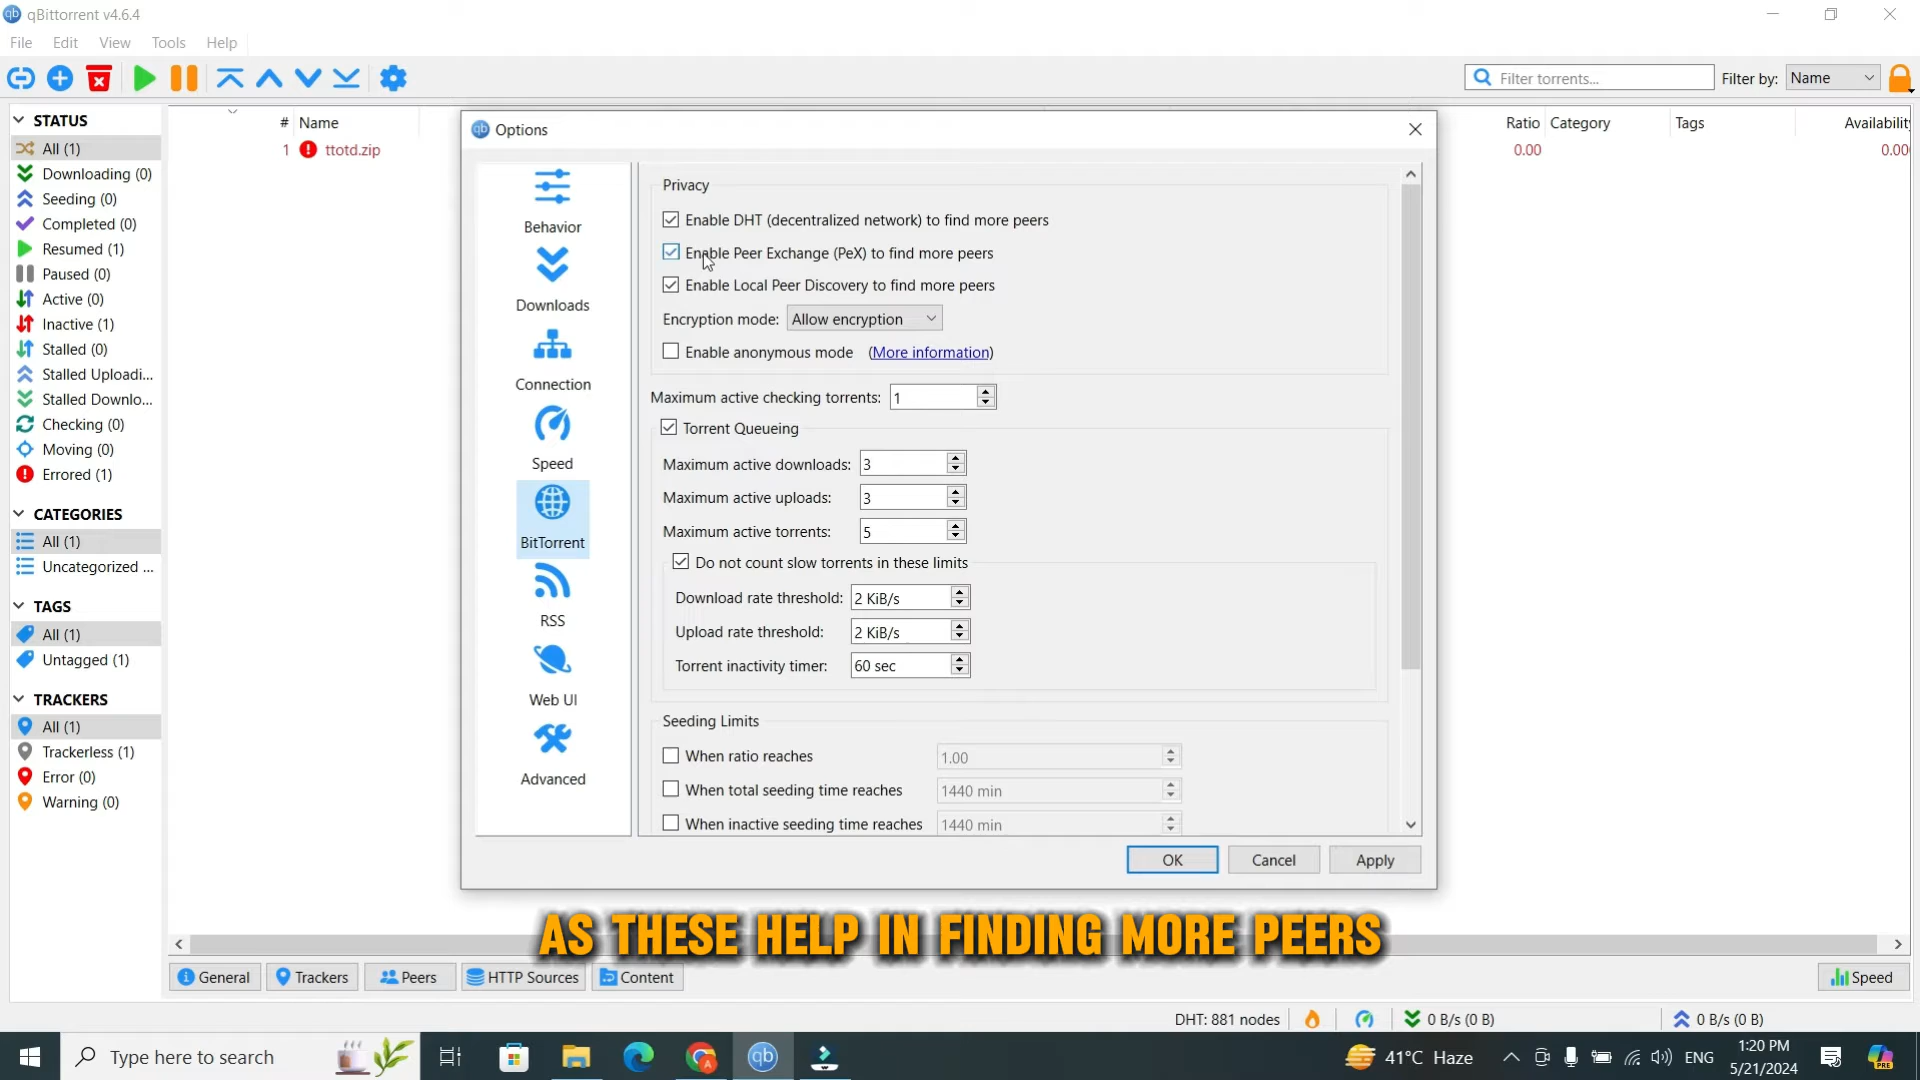 qBittorrent v4.6.4
File Edit View Tools Help
Filter torrents...
Filter by: Name
STATUS
All (1)
Downloading (0)
Seeding (0)
Completed (0)
Resumed (1)
Paused (0)
Active (0)
Inactive (1)
Stalled (0)
Stalled Uploadi...
Stalled Downlo...
Checking (0)
Moving (0)
Errored (1)
CATEGORIES
All (1)
Uncategorized ...
TAGS
All (1)
Untagged (1)
TRACKERS
All (1)
Trackerless (1)
Error (0)
Warning (0)
# Name
1 ttotd.zip
Ratio Category Tags Availability
0.00 0.00
Options
Behavior
Downloads
Connection
Speed
BitTorrent
RSS
Web UI
Advanced
Privacy
Enable DHT (decentralized network) to find more peers
Enable Peer Exchange (PeX) to find more peers
Enable Local Peer Discovery to find more peers
Encryption mode: Allow encryption
Enable anonymous mode (More information)
Maximum active checking torrents: 1
Torrent Queueing
Maximum active downloads: 3
Maximum active uploads: 3
Maximum active torrents: 5
Do not count slow torrents in these limits
Download rate threshold: 2 KiB/s
Upload rate threshold: 2 KiB/s
Torrent inactivity timer: 60 sec
Seeding Limits
When ratio reaches 1.00
When total seeding time reaches 1440 min
When inactive seeding time reaches 1440 min
OK Cancel Apply
AS THESE HELP IN FINDING MORE PEERS
General Trackers Peers HTTP Sources Content Speed
DHT: 881 nodes 0 B/s (0 B) 0 B/s (0 B)
Type here to search
41°C Haze
ENG
1:20 PM
5/21/2024